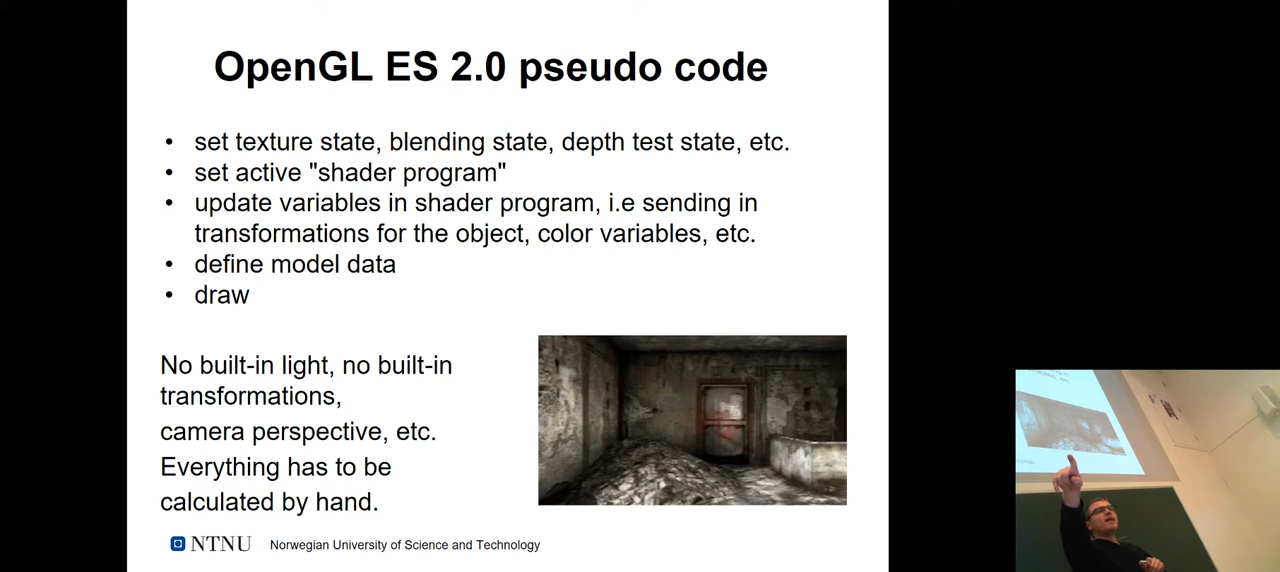 OpenGL ES 2.0 pseudo code
• set texture state, blending state, depth test state, etc.
• set active "shader program"
• update variables in shader program, i.e sending in
transformations for the object, color variables, etc.
• define model data
• draw
No built-in light, no built-in
transformations,
camera perspective, etc.
Everything has to be
calculated by hand.
NTNU Norwegian University of Science and Technology